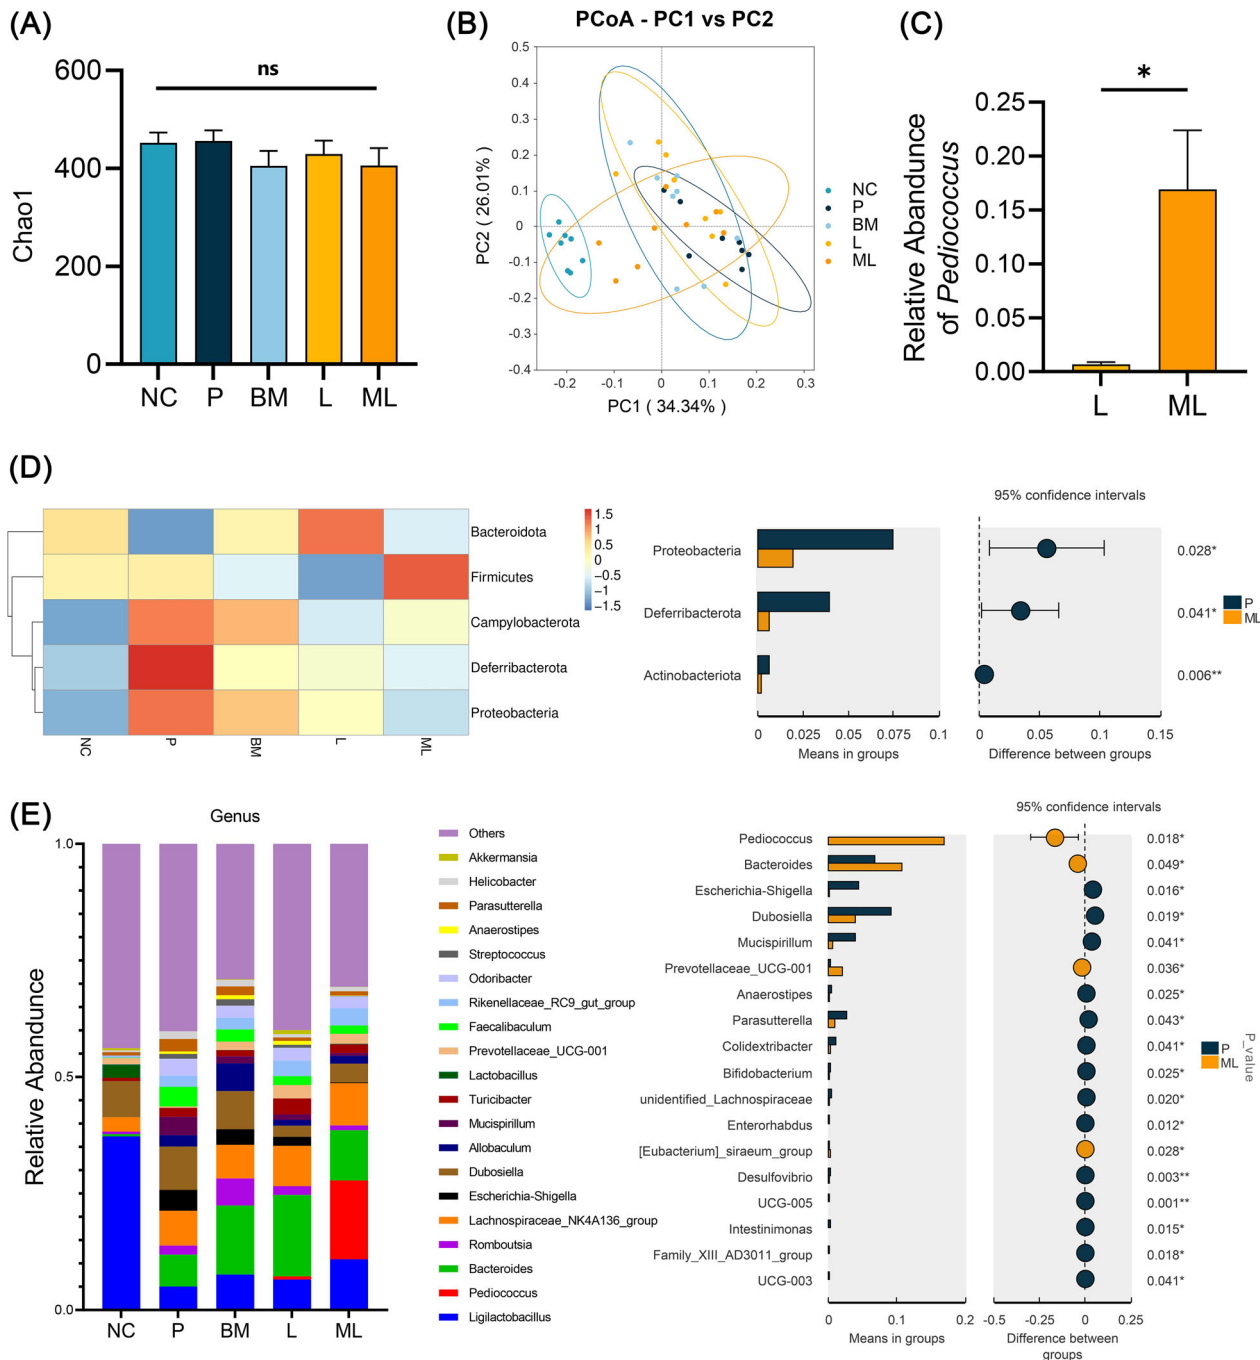 (A)
600
400
200
0
Chao1
ns
NC
P
BM
L
ML
(B)
PCoA - PC1 vs PC2
0.5
0.4
0.3
0.2
0.1
0
-0.1
-0.2
-0.3
-0.4
PC2 ( 26.01% )
-0.2
-0.1
0
0.1
0.2
0.3
PC1 ( 34.34% )
NC
P
BM
L
ML
(C)
*
0.25
0.20
0.15
0.10
0.05
0.00
Relative Abandunce
of Pediococcus
L
ML
(D)
Bacteroidota
Firmicutes
Campylobacterota
Deferribacterota
Proteobacteria
NC
P
BM
L
ML
1.5
1
0.5
0
−0.5
−1
−1.5
Proteobacteria
Deferribacterota
Actinobacteriota
0
0.025
0.05
0.075
0.1
Means in groups
95% confidence intervals
0.028*
0.041*
0.006**
0
0.05
0.1
0.15
Difference between groups
P
ML
(E)
Genus
1.0
0.5
0.0
Relative Abandunce
NC
P
BM
L
ML
Others
Akkermansia
Helicobacter
Parasutterella
Anaerostipes
Streptococcus
Odoribacter
Rikenellaceae_RC9_gut_group
Faecalibaculum
Prevotellaceae_UCG-001
Lactobacillus
Turicibacter
Mucispirillum
Allobaculum
Dubosiella
Escherichia-Shigella
Lachnospiraceae_NK4A136_group
Romboutsia
Bacteroides
Pediococcus
Ligilactobacillus
Pediococcus
Bacteroides
Escherichia-Shigella
Dubosiella
Mucispirillum
Prevotellaceae_UCG-001
Anaerostipes
Parasutterella
Colidextribacter
Bifidobacterium
unidentified_Lachnospiraceae
Enterorhabdus
[Eubacterium]_siraeum_group
Desulfovibrio
UCG-005
Intestinimonas
Family_XIII_AD3011_group
UCG-003
0
0.1
0.2
Means in groups
95% confidence intervals
0.018*
0.049*
0.016*
0.019*
0.041*
0.036*
0.025*
0.043*
0.041*
0.025*
0.020*
0.012*
0.028*
0.003**
0.001**
0.015*
0.018*
0.041*
-0.5
-0.25
0
0.25
Difference between
groups
P
ML
P_value